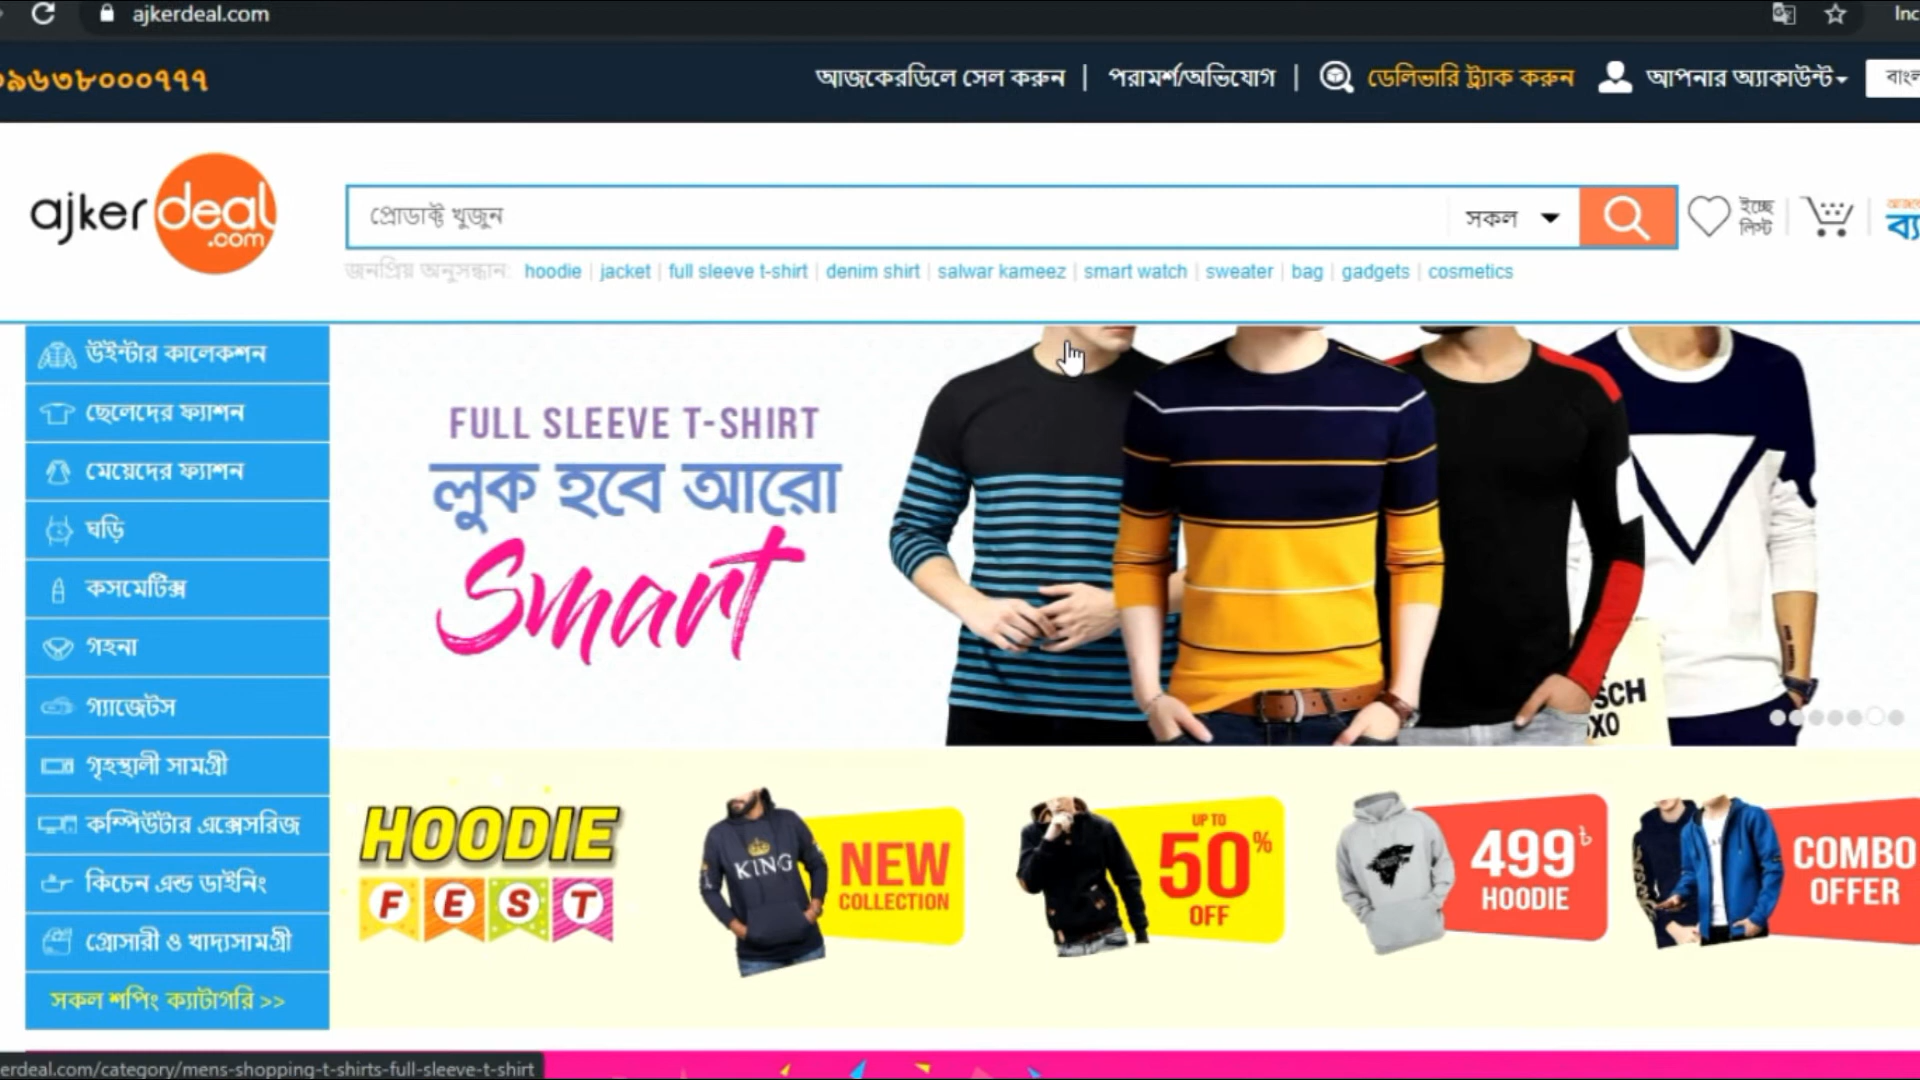 ajkerdeal.com
০৯৬৩৮০০০৭৭৭
আজকেরডিলে সেল করুন | পরামর্শ/অভিযোগ | ডেলিভারি ট্র্যাক করুন আপনার অ্যাকাউন্ট
ajkerdeal.com
প্রোডাক্ট খুজুন
সকল
ইচ্ছে
লিস্ট
জনপ্রিয় অনুসন্ধান: hoodie | jacket | full sleeve t-shirt | denim shirt | salwar kameez | smart watch | sweater | bag | gadgets | cosmetics
উইন্টার কালেকশন
ছেলেদের ফ্যাশন
মেয়েদের ফ্যাশন
ঘড়ি
কসমেটিক্স
গহনা
গ্যাজেটস
গৃহস্থালী সামগ্রী
কম্পিউটার এক্সেসরিজ
কিচেন এন্ড ডাইনিং
গ্রোসারী ও খাদ্যসামগ্রী
সকল শপিং ক্যাটাগরি >>
FULL SLEEVE T-SHIRT
লুক হবে আরো
Smart
HOODIE
FEST
KING
NEW
COLLECTION
UP TO
50%
OFF
499৳
HOODIE
COMBO
OFFER
erdeal.com/category/mens-shopping-t-shirts-full-sleeve-t-shirt